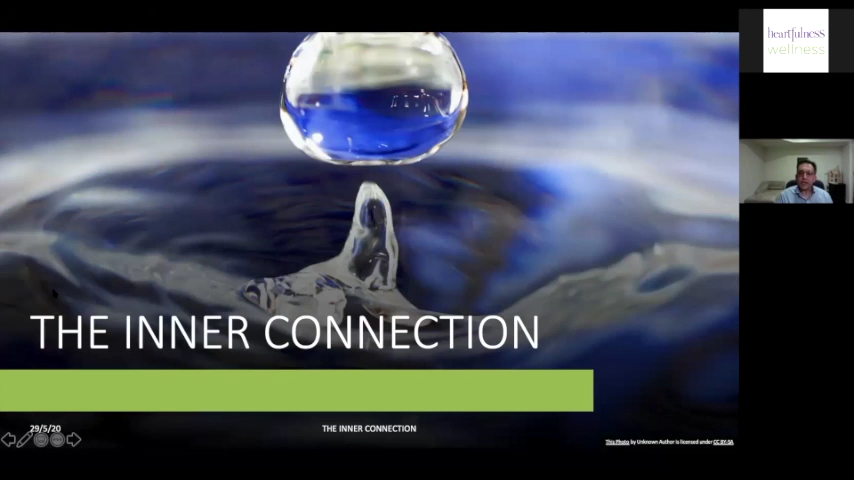 heartfulness
wellness
THE INNER CONNECTION
29/5/20
THE INNER CONNECTION
This Photo by Unknown Author is licensed under CC BY-SA